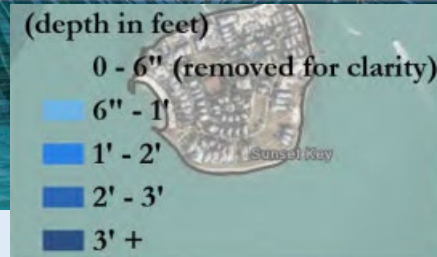 (depth in feet)
0 - 6" (removed for clarity)
6" - 1'
1' - 2'
Sunset Key
2' - 3'
3' +